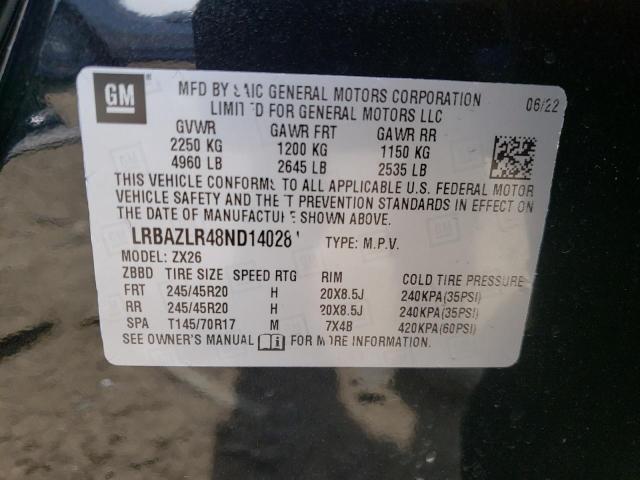 GM
MFD BY SAIC GENERAL MOTORS CORPORATION
LIMITED FOR GENERAL MOTORS LLC
06/22
GVWR GAWR FRT GAWR RR
2250 KG 1200 KG 1150 KG
4960 LB 2645 LB 2535 LB
THIS VEHICLE CONFORMS TO ALL APPLICABLE U.S. FEDERAL MOTOR
VEHICLE SAFETY AND THEFT PREVENTION STANDARDS IN EFFECT ON
THE DATE OF MANUFACTURE SHOWN ABOVE.
LRBAZLR48ND14028 TYPE: M.P.V.
MODEL: ZX26
ZBBD TIRE SIZE SPEED RTG RIM COLD TIRE PRESSURE
FRT 245/45R20 H 20X8.5J 240KPA(35PSI)
RR 245/45R20 H 20X8.5J 240KPA(35PSI)
SPA T145/70R17 M 7X4B 420KPA(60PSI)
SEE OWNER'S MANUAL FOR MORE INFORMATION.